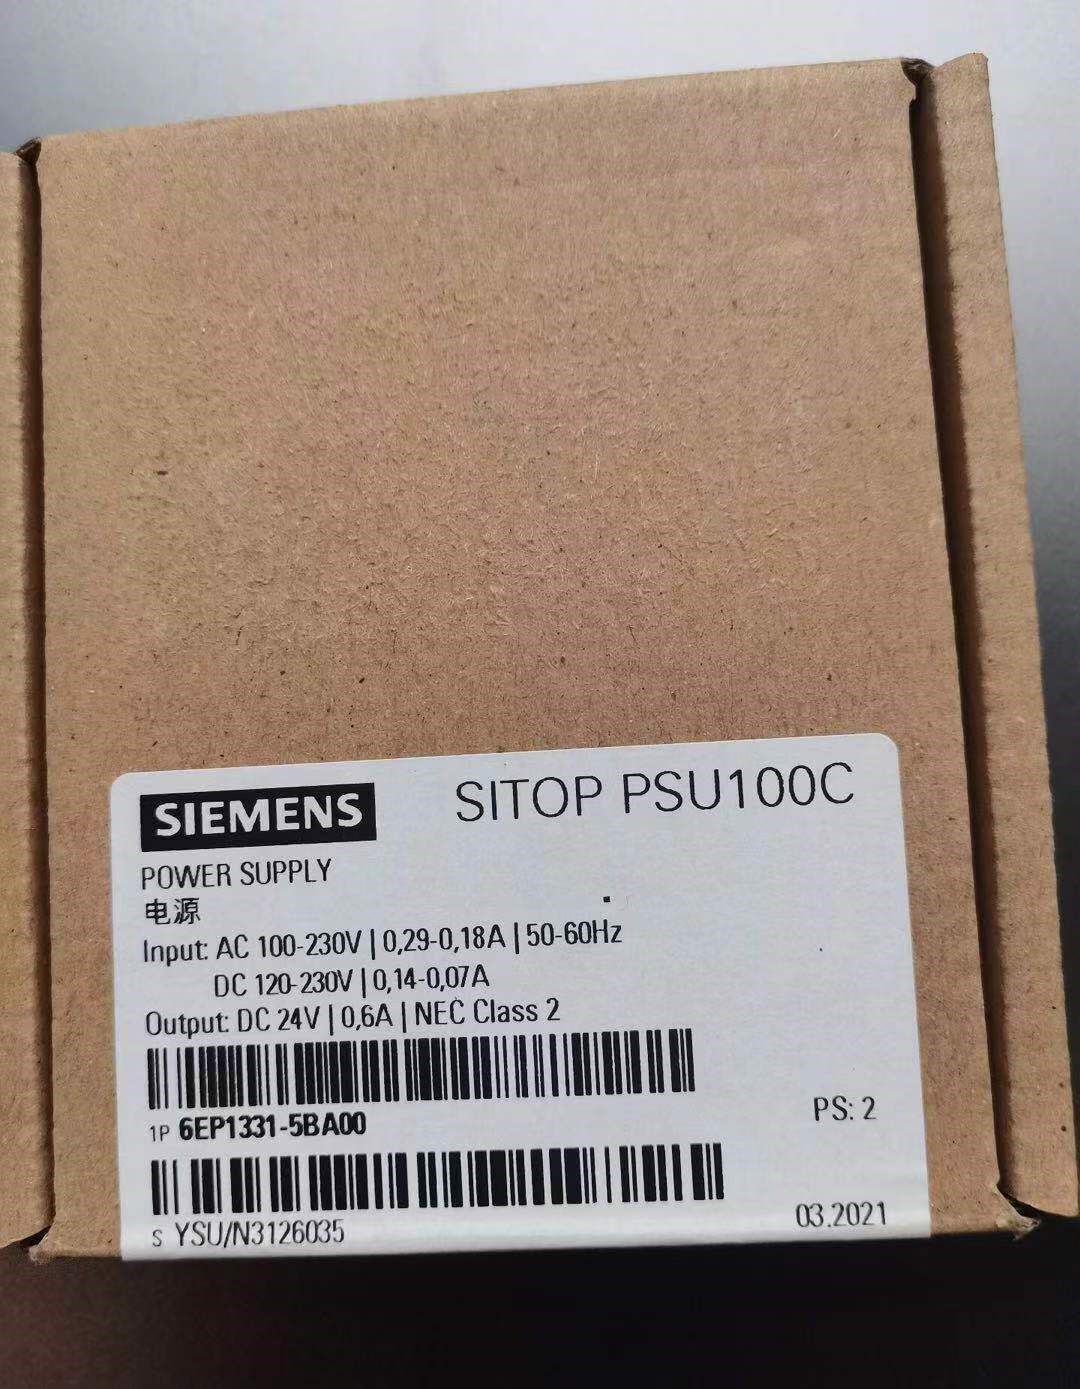 SIEMENS
SITOP PSU100C
POWER SUPPLY
电源
Input: AC 100-230V | 0,29-0,18A | 50-60Hz
DC 120-230V | 0,14-0,07A
Output: DC 24V | 0,6A | NEC Class 2
1P 6EP1331-5BA00
PS: 2
S YSU/N3126035
03.2021